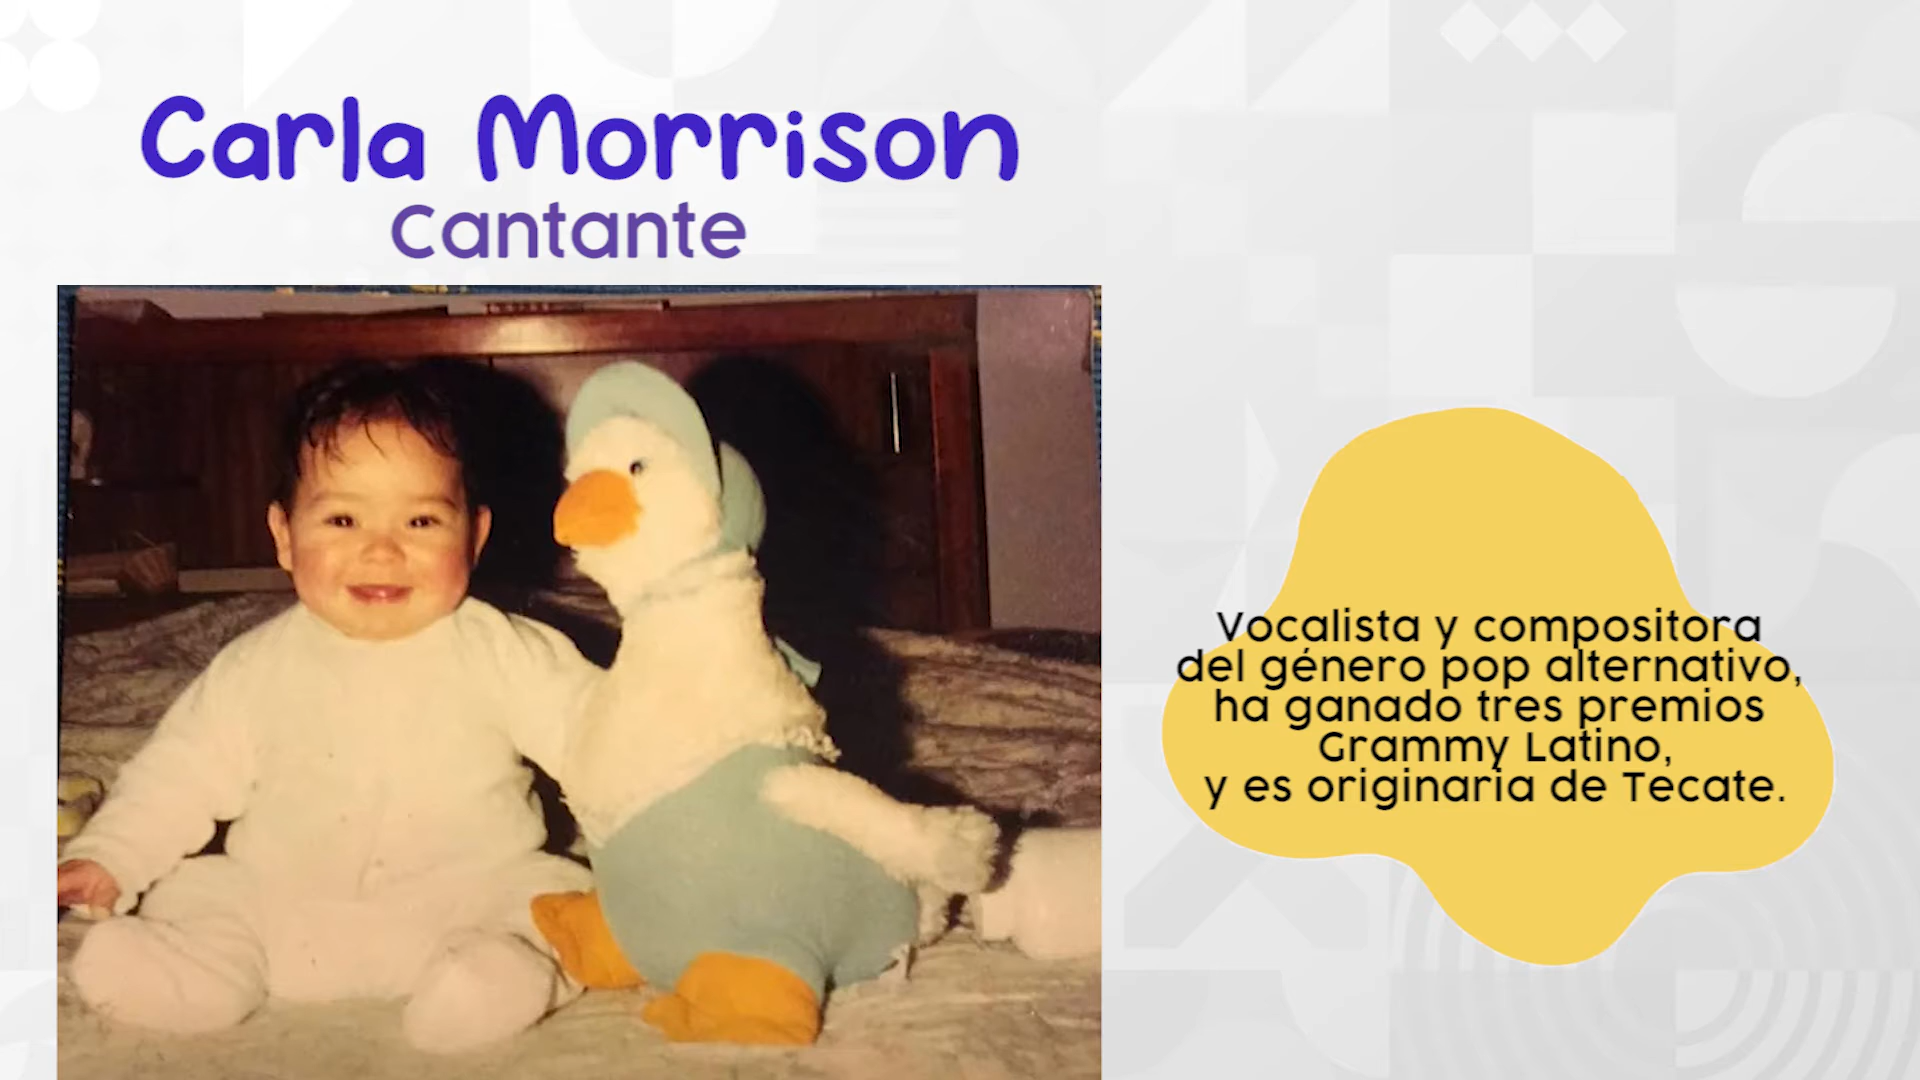 Carla Morrison
Cantante
Vocalista y compositora
del género pop alternativo,
ha ganado tres premios
Grammy Latino,
y es originaria de Tecate.